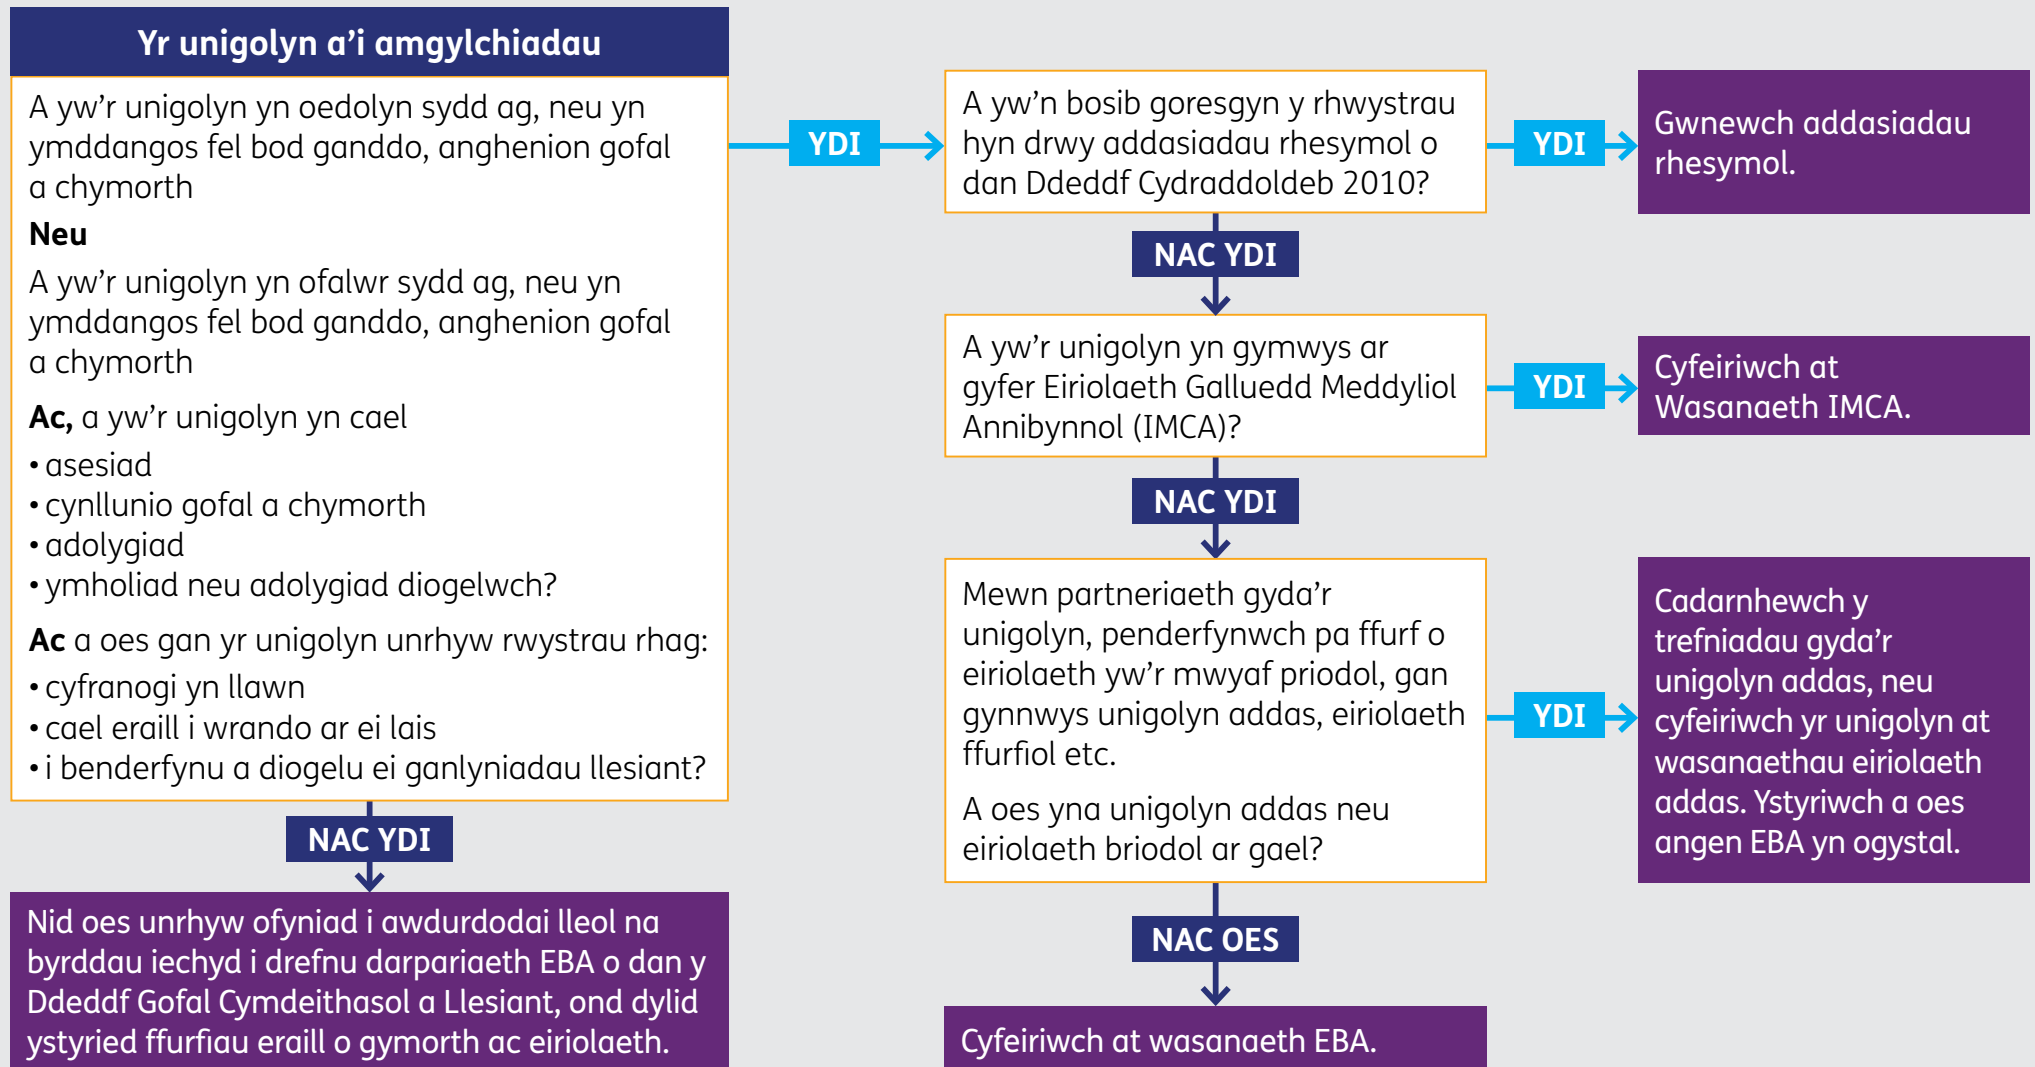 Yr unigolyn a’i amgylchiadau
A yw’r unigolyn yn oedolyn sydd ag, neu yn
ymddangos fel bod ganddo, anghenion gofal
a chymorth
Neu
A yw’r unigolyn yn ofalwr sydd ag, neu yn
ymddangos fel bod ganddo, anghenion gofal
a chymorth
Ac, a yw’r unigolyn yn cael
• asesiad
• cynllunio gofal a chymorth
• adolygiad
• ymholiad neu adolygiad diogelwch?
Ac a oes gan yr unigolyn unrhyw rwystrau rhag:
• cyfranogi yn llawn
• cael eraill i wrando ar ei lais
• i benderfynu a diogelu ei ganlyniadau llesiant?
NAC YDI
Nid oes unrhyw ofyniad i awdurdodai lleol na
byrddau iechyd i drefnu darpariaeth EBA o dan y
Ddeddf Gofal Cymdeithasol a Llesiant, ond dylid
ystyried ffurfiau eraill o gymorth ac eiriolaeth.
YDI
A yw’n bosib goresgyn y rhwystrau
hyn drwy addasiadau rhesymol o
dan Ddeddf Cydraddoldeb 2010?
YDI
Gwnewch addasiadau
rhesymol.
NAC YDI
A yw’r unigolyn yn gymwys ar
gyfer Eiriolaeth Galluedd Meddyliol
Annibynnol (IMCA)?
YDI
Cyfeiriwch at
Wasanaeth IMCA.
NAC YDI
Mewn partneriaeth gyda’r
unigolyn, penderfynwch pa ffurf o
eiriolaeth yw’r mwyaf priodol, gan
gynnwys unigolyn addas, eiriolaeth
ffurfiol etc.
A oes yna unigolyn addas neu
eiriolaeth briodol ar gael?
YDI
Cadarnhewch y
trefniadau gyda’r
unigolyn addas, neu
cyfeiriwch yr unigolyn at
wasanaethau eiriolaeth
addas. Ystyriwch a oes
angen EBA yn ogystal.
NAC OES
Cyfeiriwch at wasanaeth EBA.